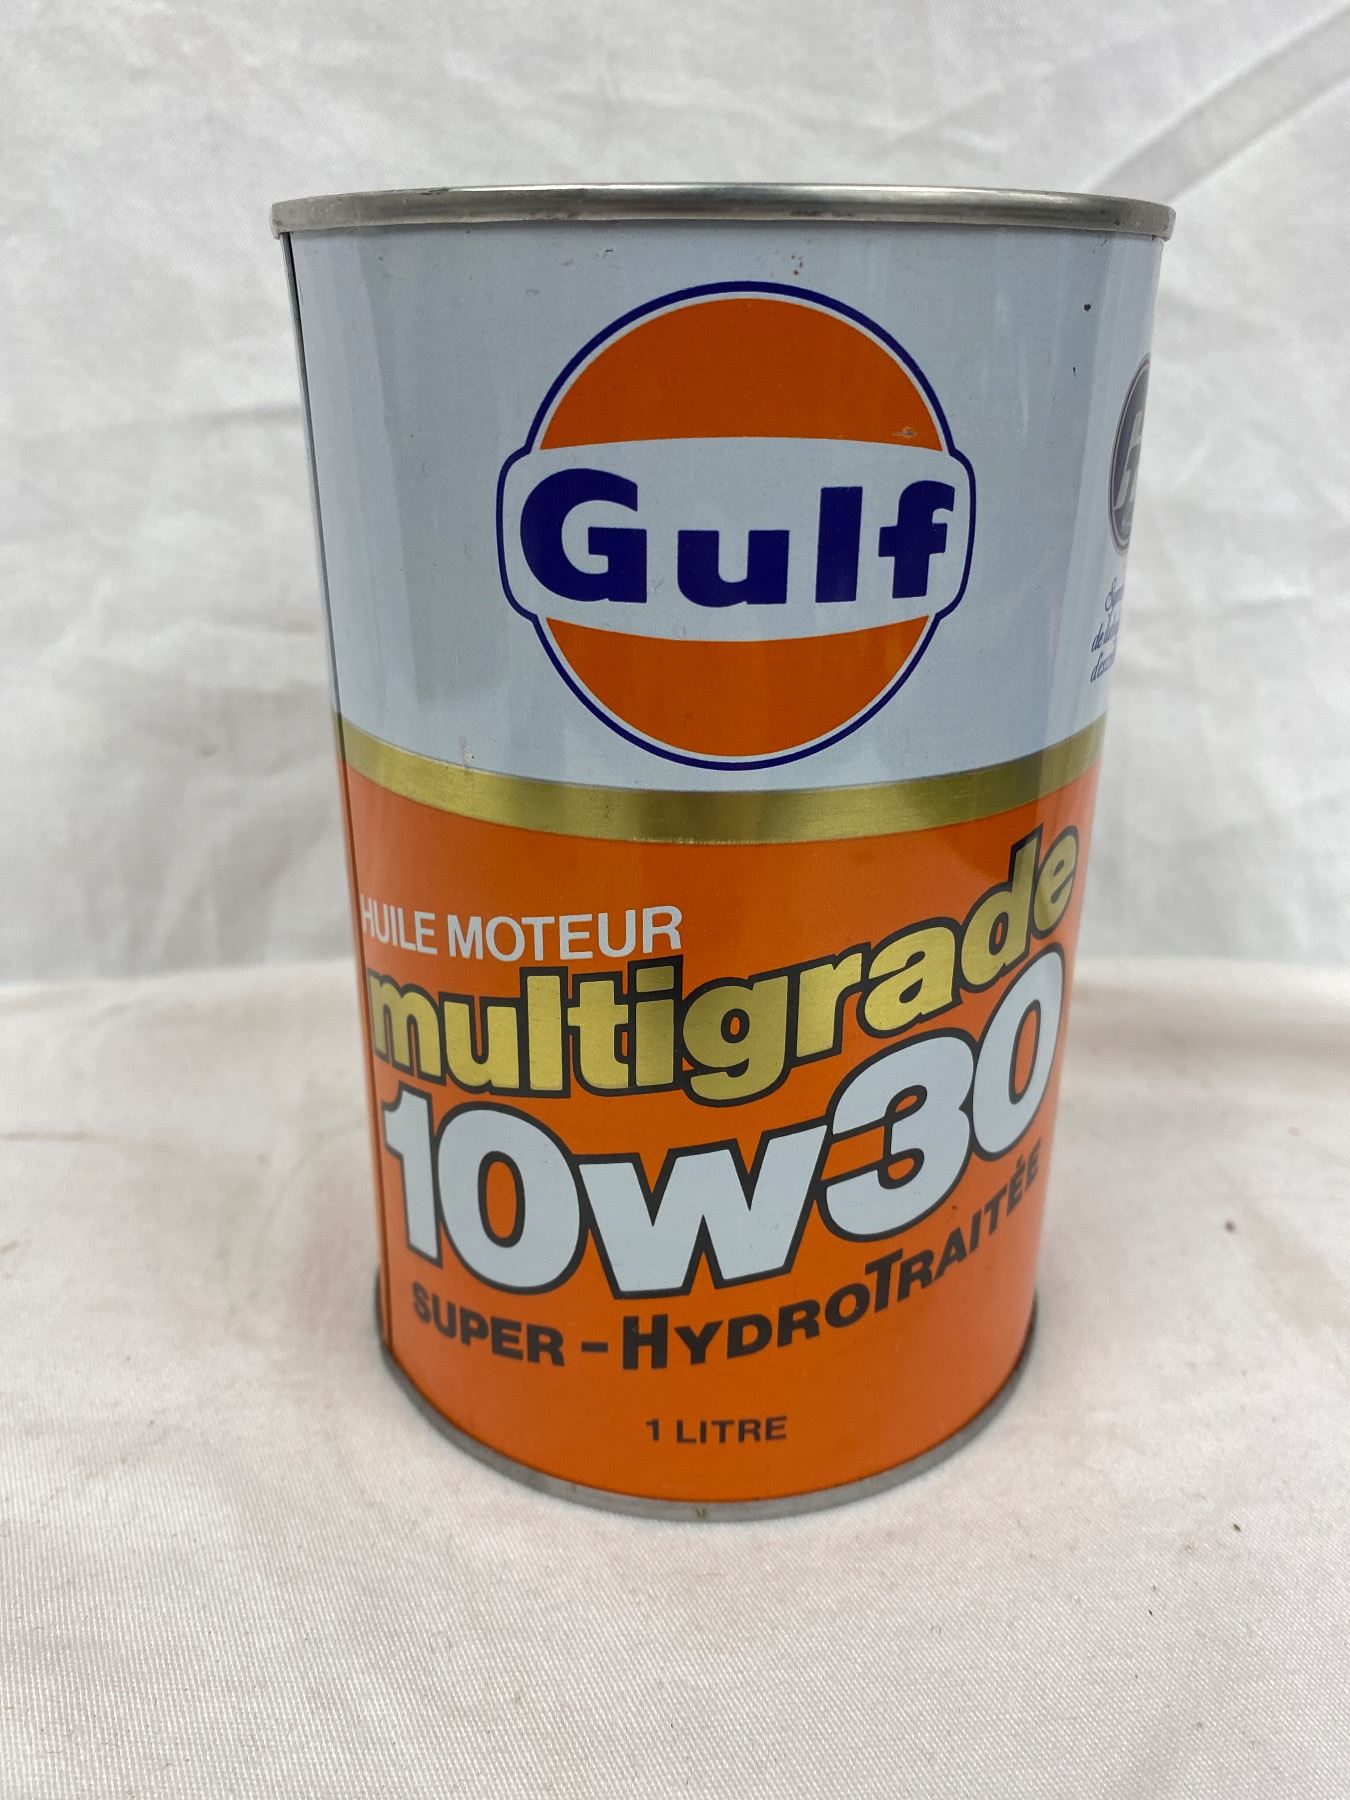 Gulf
HUILE MOTEUR
multigrade
10w30
SUPER-HYDROTRAITÉE
1 LITRE